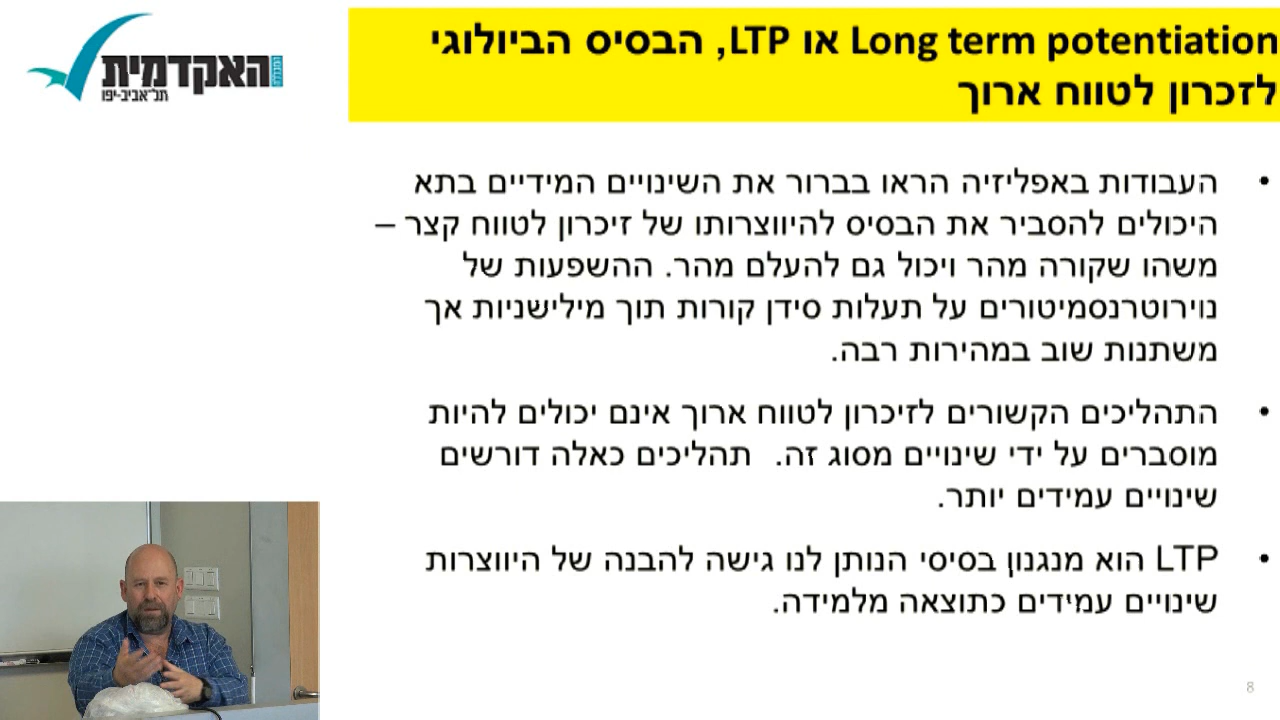 האקדמית
תל־אביב-יפו
Long term potentiation או LTP, הבסיס הביולוגי
לזכרון לטווח ארוך
• העבודות באפליזיה הראו בברור את השינויים המידיים בתא
היכולים להסביר את הבסיס להיווצרותו של זיכרון לטווח קצר –
משהו שקורה מהר ויכול גם להעלם מהר. ההשפעות של
נוירוטרנסמיטורים על תעלות סידן קורות תוך מילישניות אך
משתנות שוב במהירות רבה.
• התהליכים הקשורים לזיכרון לטווח ארוך אינם יכולים להיות
מוסברים על ידי שינויים מסוג זה. תהליכים כאלה דורשים
שינויים עמידים יותר.
• LTP הוא מנגנון בסיסי הנותן לנו גישה להבנה של היווצרות
שינויים עמידים כתוצאה מלמידה.
8